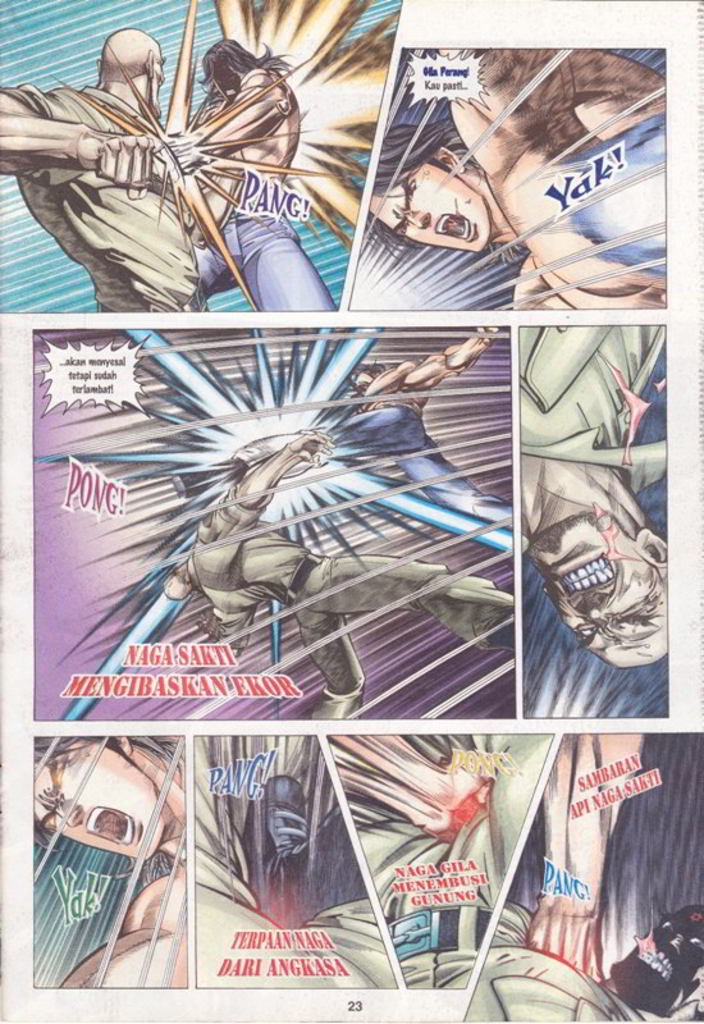 PANG!
Gila Perang!
Kau pasti...
Yak!
...akan menyesal
tetapi sudah
terlambat!
PONG!
NAGA SAKTI
MENGIBASKAN EKOR
Yak!
PANG!
TERPAAN NAGA
DARI ANGKASA
PONG!
NAGA GILA
MENEMBUSI
GUNUNG
SAMBARAN
API NAGA SAKTI
PANG!
23